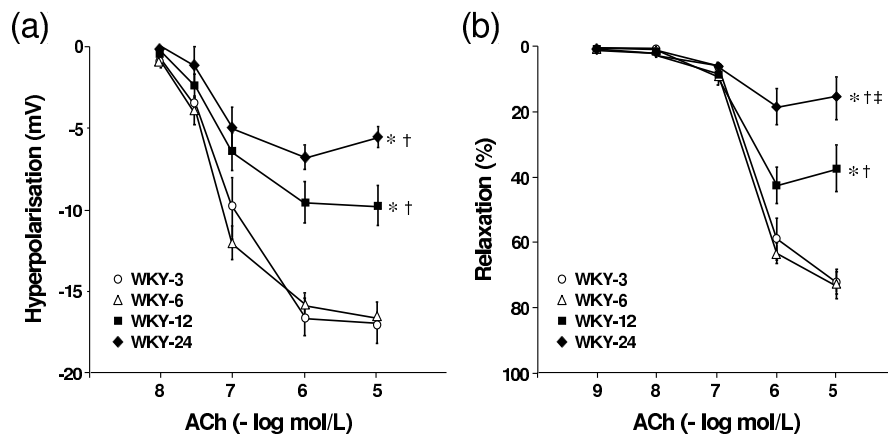 (a)
Hyperpolarisation (mV)
0
-5
-10
-15
-20
* †
* †
WKY-3
WKY-6
WKY-12
WKY-24
8 7 6 5
ACh (- log mol/L)
(b)
Relaxation (%)
0
20
40
60
80
100
* † ‡
* †
WKY-3
WKY-6
WKY-12
WKY-24
9 8 7 6 5
ACh (- log mol/L)